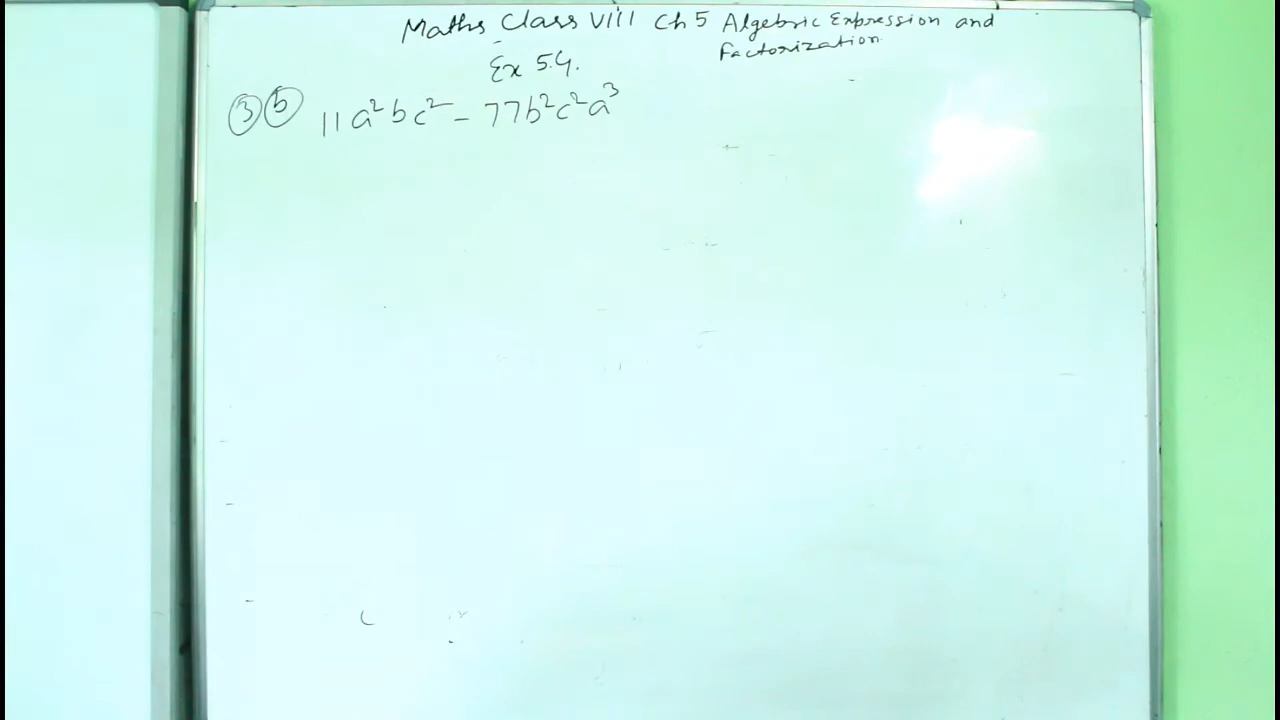 Maths Class VIII Ch 5 Algebric Expression and
Factorization
Ex 5.4.
③ ⓑ 11a²bc² - 77b²c²a³